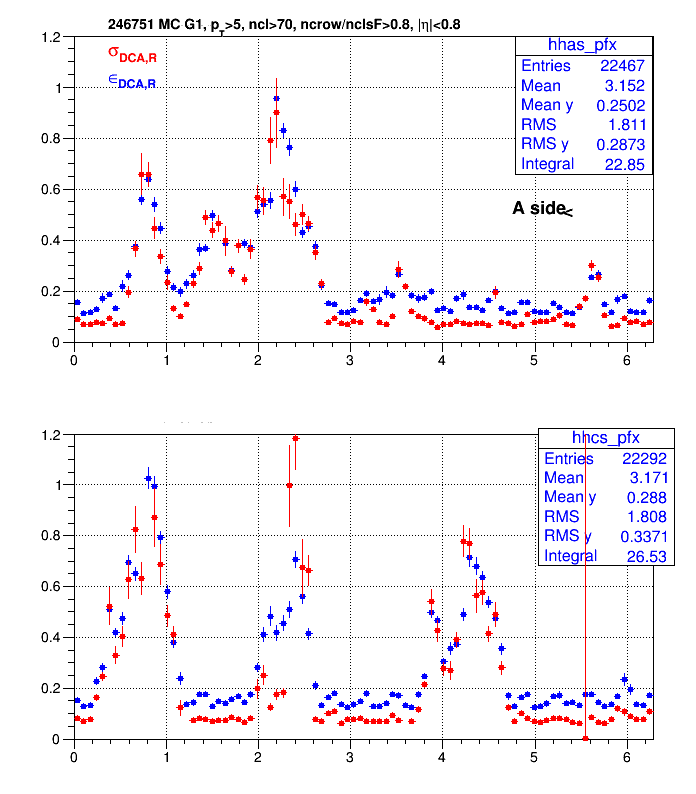 246751 MC G1, pT>5, ncl>70, ncrow/nclsF>0.8, |η|<0.8
σDCA,R
∈DCA,R
hhas_pfx
Entries 22467
Mean 3.152
Mean y 0.2502
RMS 1.811
RMS y 0.2873
Integral 22.85
A side<
1.2
1
0.8
0.6
0.4
0.2
0
0 1 2 3 4 5 6
hhcs_pfx
Entries 22292
Mean 3.171
Mean y 0.288
RMS 1.808
RMS y 0.3371
Integral 26.53
1.2
1
0.8
0.6
0.4
0.2
0
0 1 2 3 4 5 6